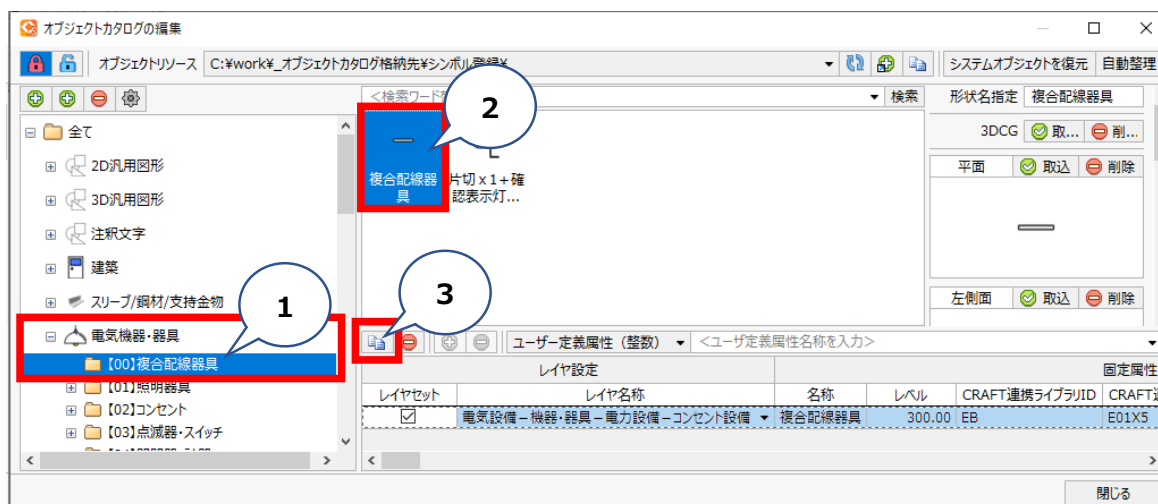 オブジェクトカタログの編集
オブジェクトリソース C:¥work¥_オブジェクトカタログ格納先¥シンボル登録¥ システムオブジェクトを復元 自動整理
<検索ワードを 検索 形状名指定 複合配線器具
2
全て
3DCG 取... 削...
2D汎用図形
平面 取込 削除
複合配線器具
片切x1+確認表示灯...
3D汎用図形
注釈文字
建築
3
1
スリーブ/鋼材/支持金物
左側面 取込 削除
電気機器・器具
ユーザー定義属性（整数） <ユーザ定義属性名称を入力>
【00】複合配線器具
レイヤ設定 固定属性
【01】照明器具
レイヤセット レイヤ名称 名称 レベル CRAFT連携ライブラリID CRAFT
【02】コンセント
電気設備－機器・器具－電力設備－コンセント設備 複合配線器具 300.00 EB E01X5
【03】点滅器・スイッチ
閉じる